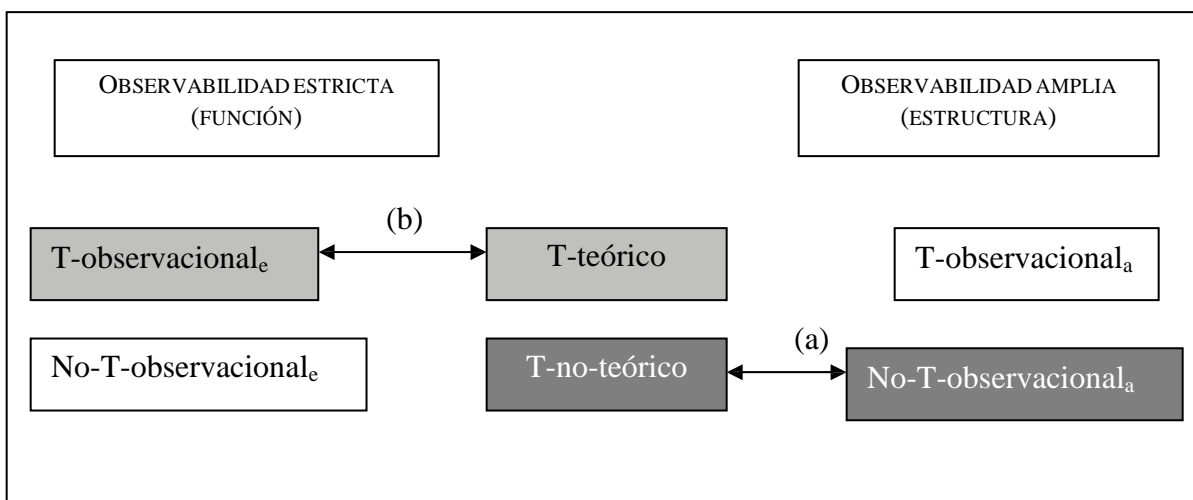 OBSERVABILIDAD ESTRICTA
(FUNCIÓN)
OBSERVABILIDAD AMPLIA
(ESTRUCTURA)
(b)
T-observacionalₑ
T-teórico
T-observacionalₐ
(a)
No-T-observacionalₑ
T-no-teórico
No-T-observacionalₐ